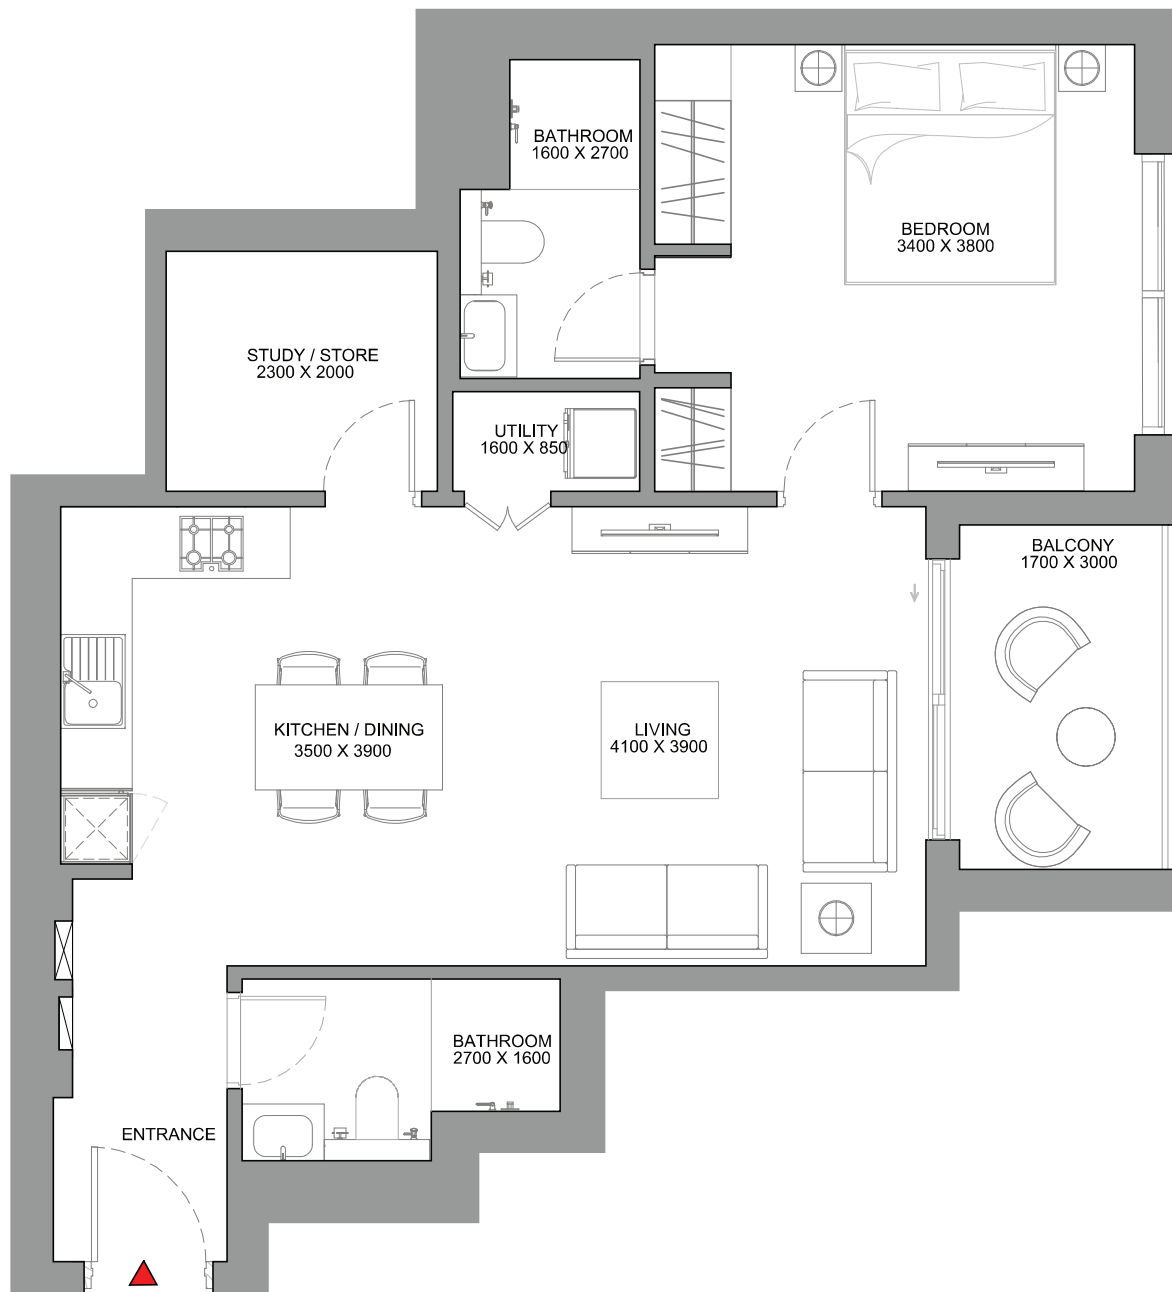 BATHROOM
1600 X 2700
BEDROOM
3400 X 3800
STUDY / STORE
2300 X 2000
UTILITY
1600 X 850
BALCONY
1700 X 3000
KITCHEN / DINING
3500 X 3900
LIVING
4100 X 3900
BATHROOM
2700 X 1600
ENTRANCE